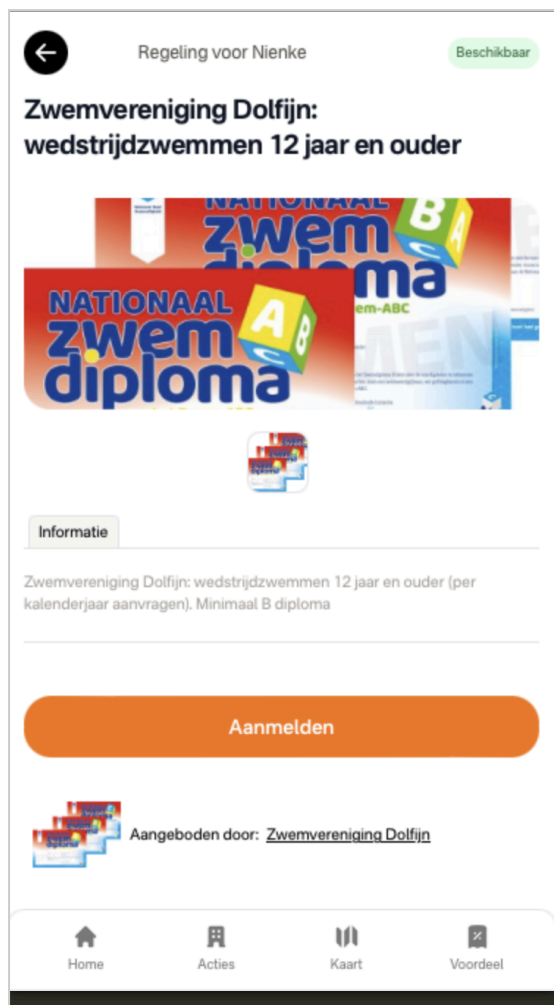 Regeling voor Nienke
Beschikbaar
Zwemvereniging Dolfijn:
wedstrijdzwemmen 12 jaar en ouder
NATIONAAL
zwem
diploma
em-ABC
NATIONAAL
zwem
diploma
A
B
C
Informatie
Zwemvereniging Dolfijn: wedstrijdzwemmen 12 jaar en ouder (per
kalenderjaar aanvragen). Minimaal B diploma
Aanmelden
Aangeboden door: Zwemvereniging Dolfijn
Home
Acties
Kaart
Voordeel